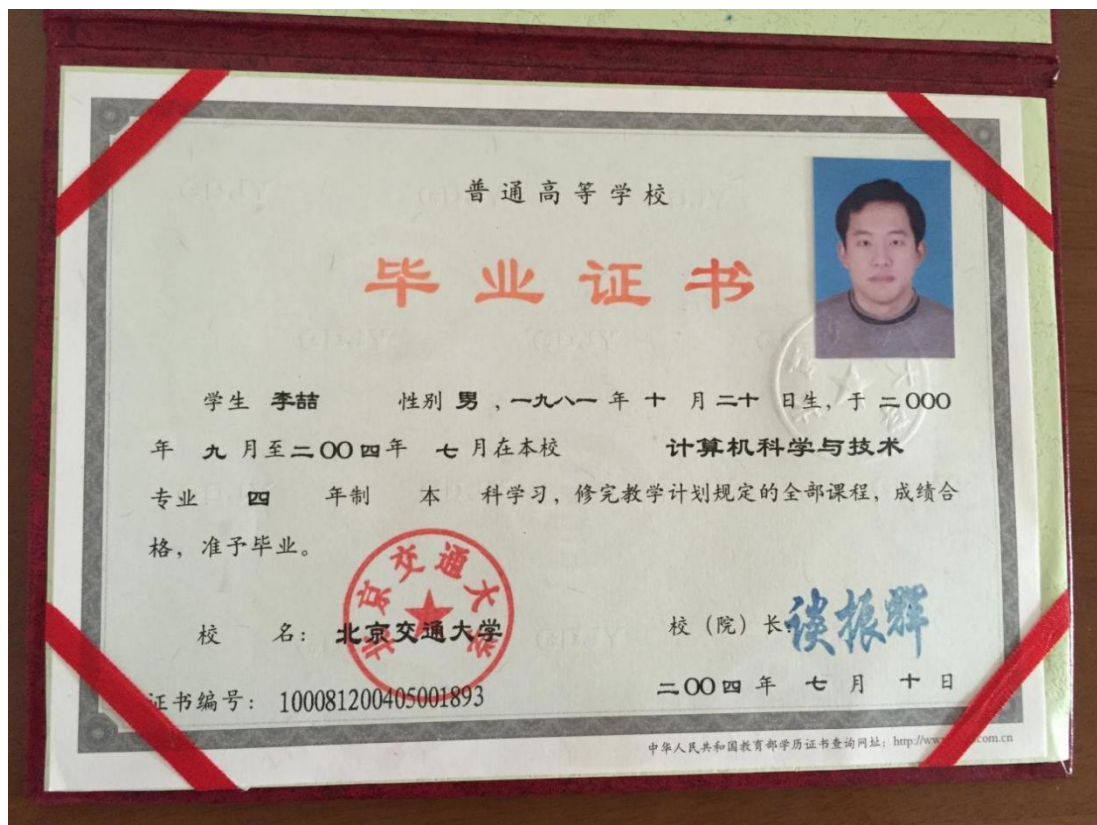 普通高等学校
毕业证书
学生 李喆 性别 男 ,一九八一 年 十 月 二十 日生, 于 二OOO
年 九 月至 二OO四 年 七 月在本校 计算机科学与技术
专业 四 年制 本 科学习, 修完教学计划规定的全部课程, 成绩合
格, 准予毕业。
北京交通大学
校 名: 北京交通大学
校 (院) 长: 谈振辉
证书编号: 100081200405001893
二OO四 年 七 月 十 日
中华人民共和国教育部学历证书查询网址: http://www. .com.cn